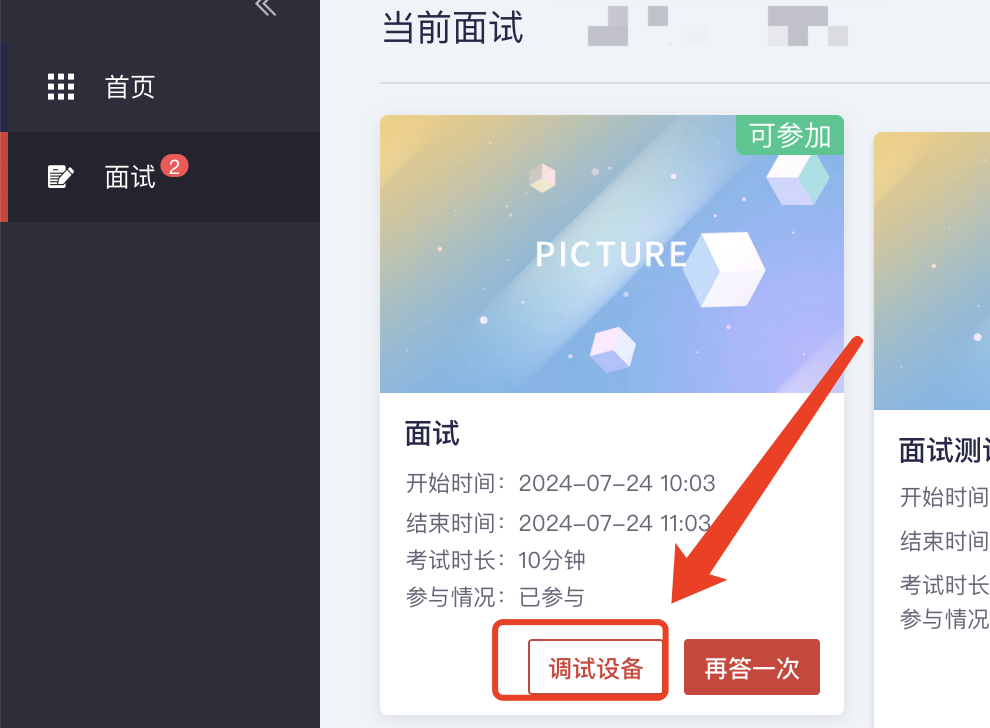 当前面试
首页
面试 2
可参加
PICTURE
面试
开始时间：2024-07-24 10:03
结束时间：2024-07-24 11:03
考试时长：10分钟
参与情况：已参与
调试设备
再答一次
面试测
开始时间
结束时间
考试时长
参与情况